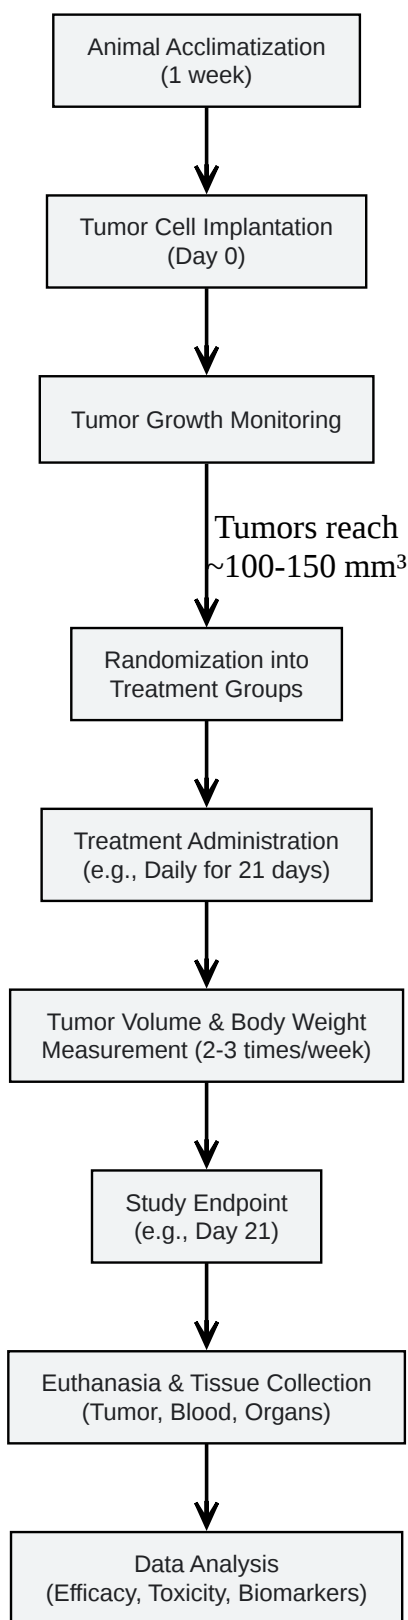 Animal Acclimatization
(1 week)
Tumor Cell Implantation
(Day 0)
Tumor Growth Monitoring
Tumors reach
~100-150 mm³
Randomization into
Treatment Groups
Treatment Administration
(e.g., Daily for 21 days)
Tumor Volume & Body Weight
Measurement (2-3 times/week)
Study Endpoint
(e.g., Day 21)
Euthanasia & Tissue Collection
(Tumor, Blood, Organs)
Data Analysis
(Efficacy, Toxicity, Biomarkers)